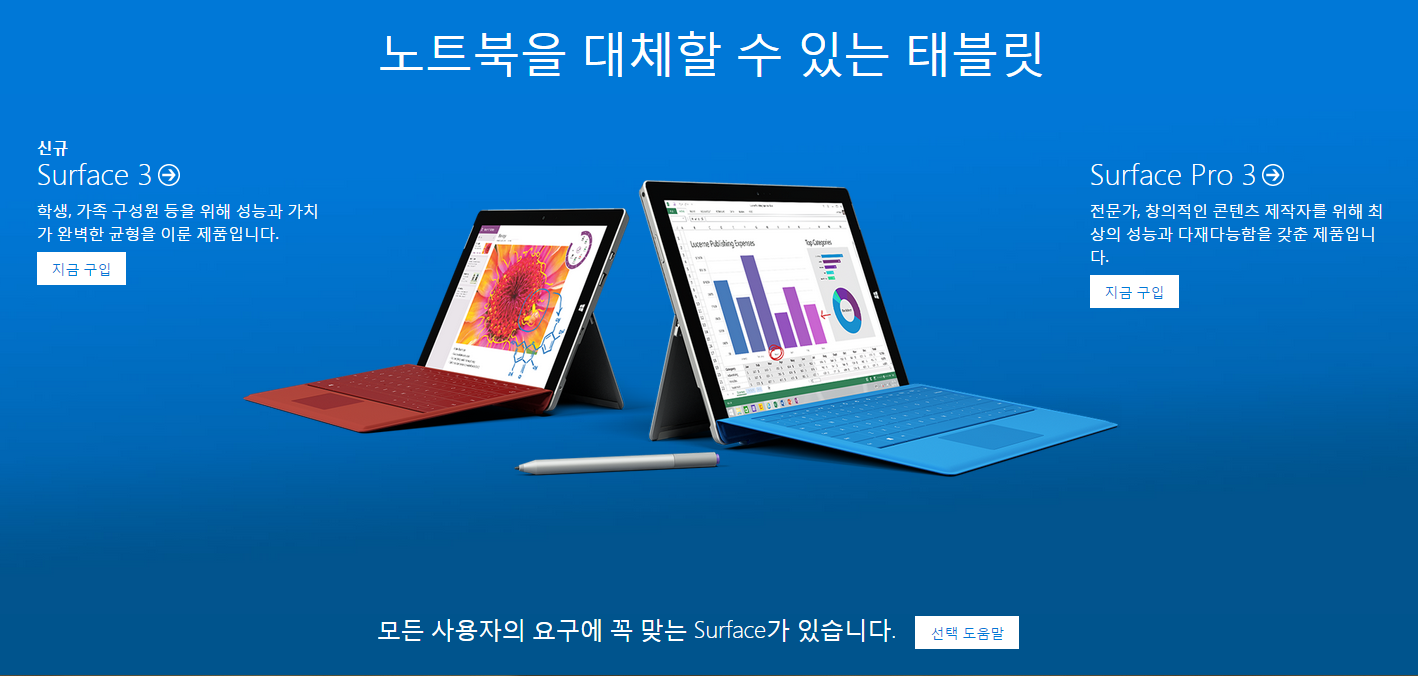 노트북을 대체할 수 있는 태블릿
신규
Surface 3
학생, 가족 구성원 등을 위해 성능과 가치
가 완벽한 균형을 이룬 제품입니다.
지금 구입
Surface Pro 3
전문가, 창의적인 콘텐츠 제작자를 위해 최
상의 성능과 다재다능함을 갖춘 제품입니
다.
지금 구입
Lucerne Publishing Expenses
Top Categories
모든 사용자의 요구에 꼭 맞는 Surface가 있습니다.
선택 도움말